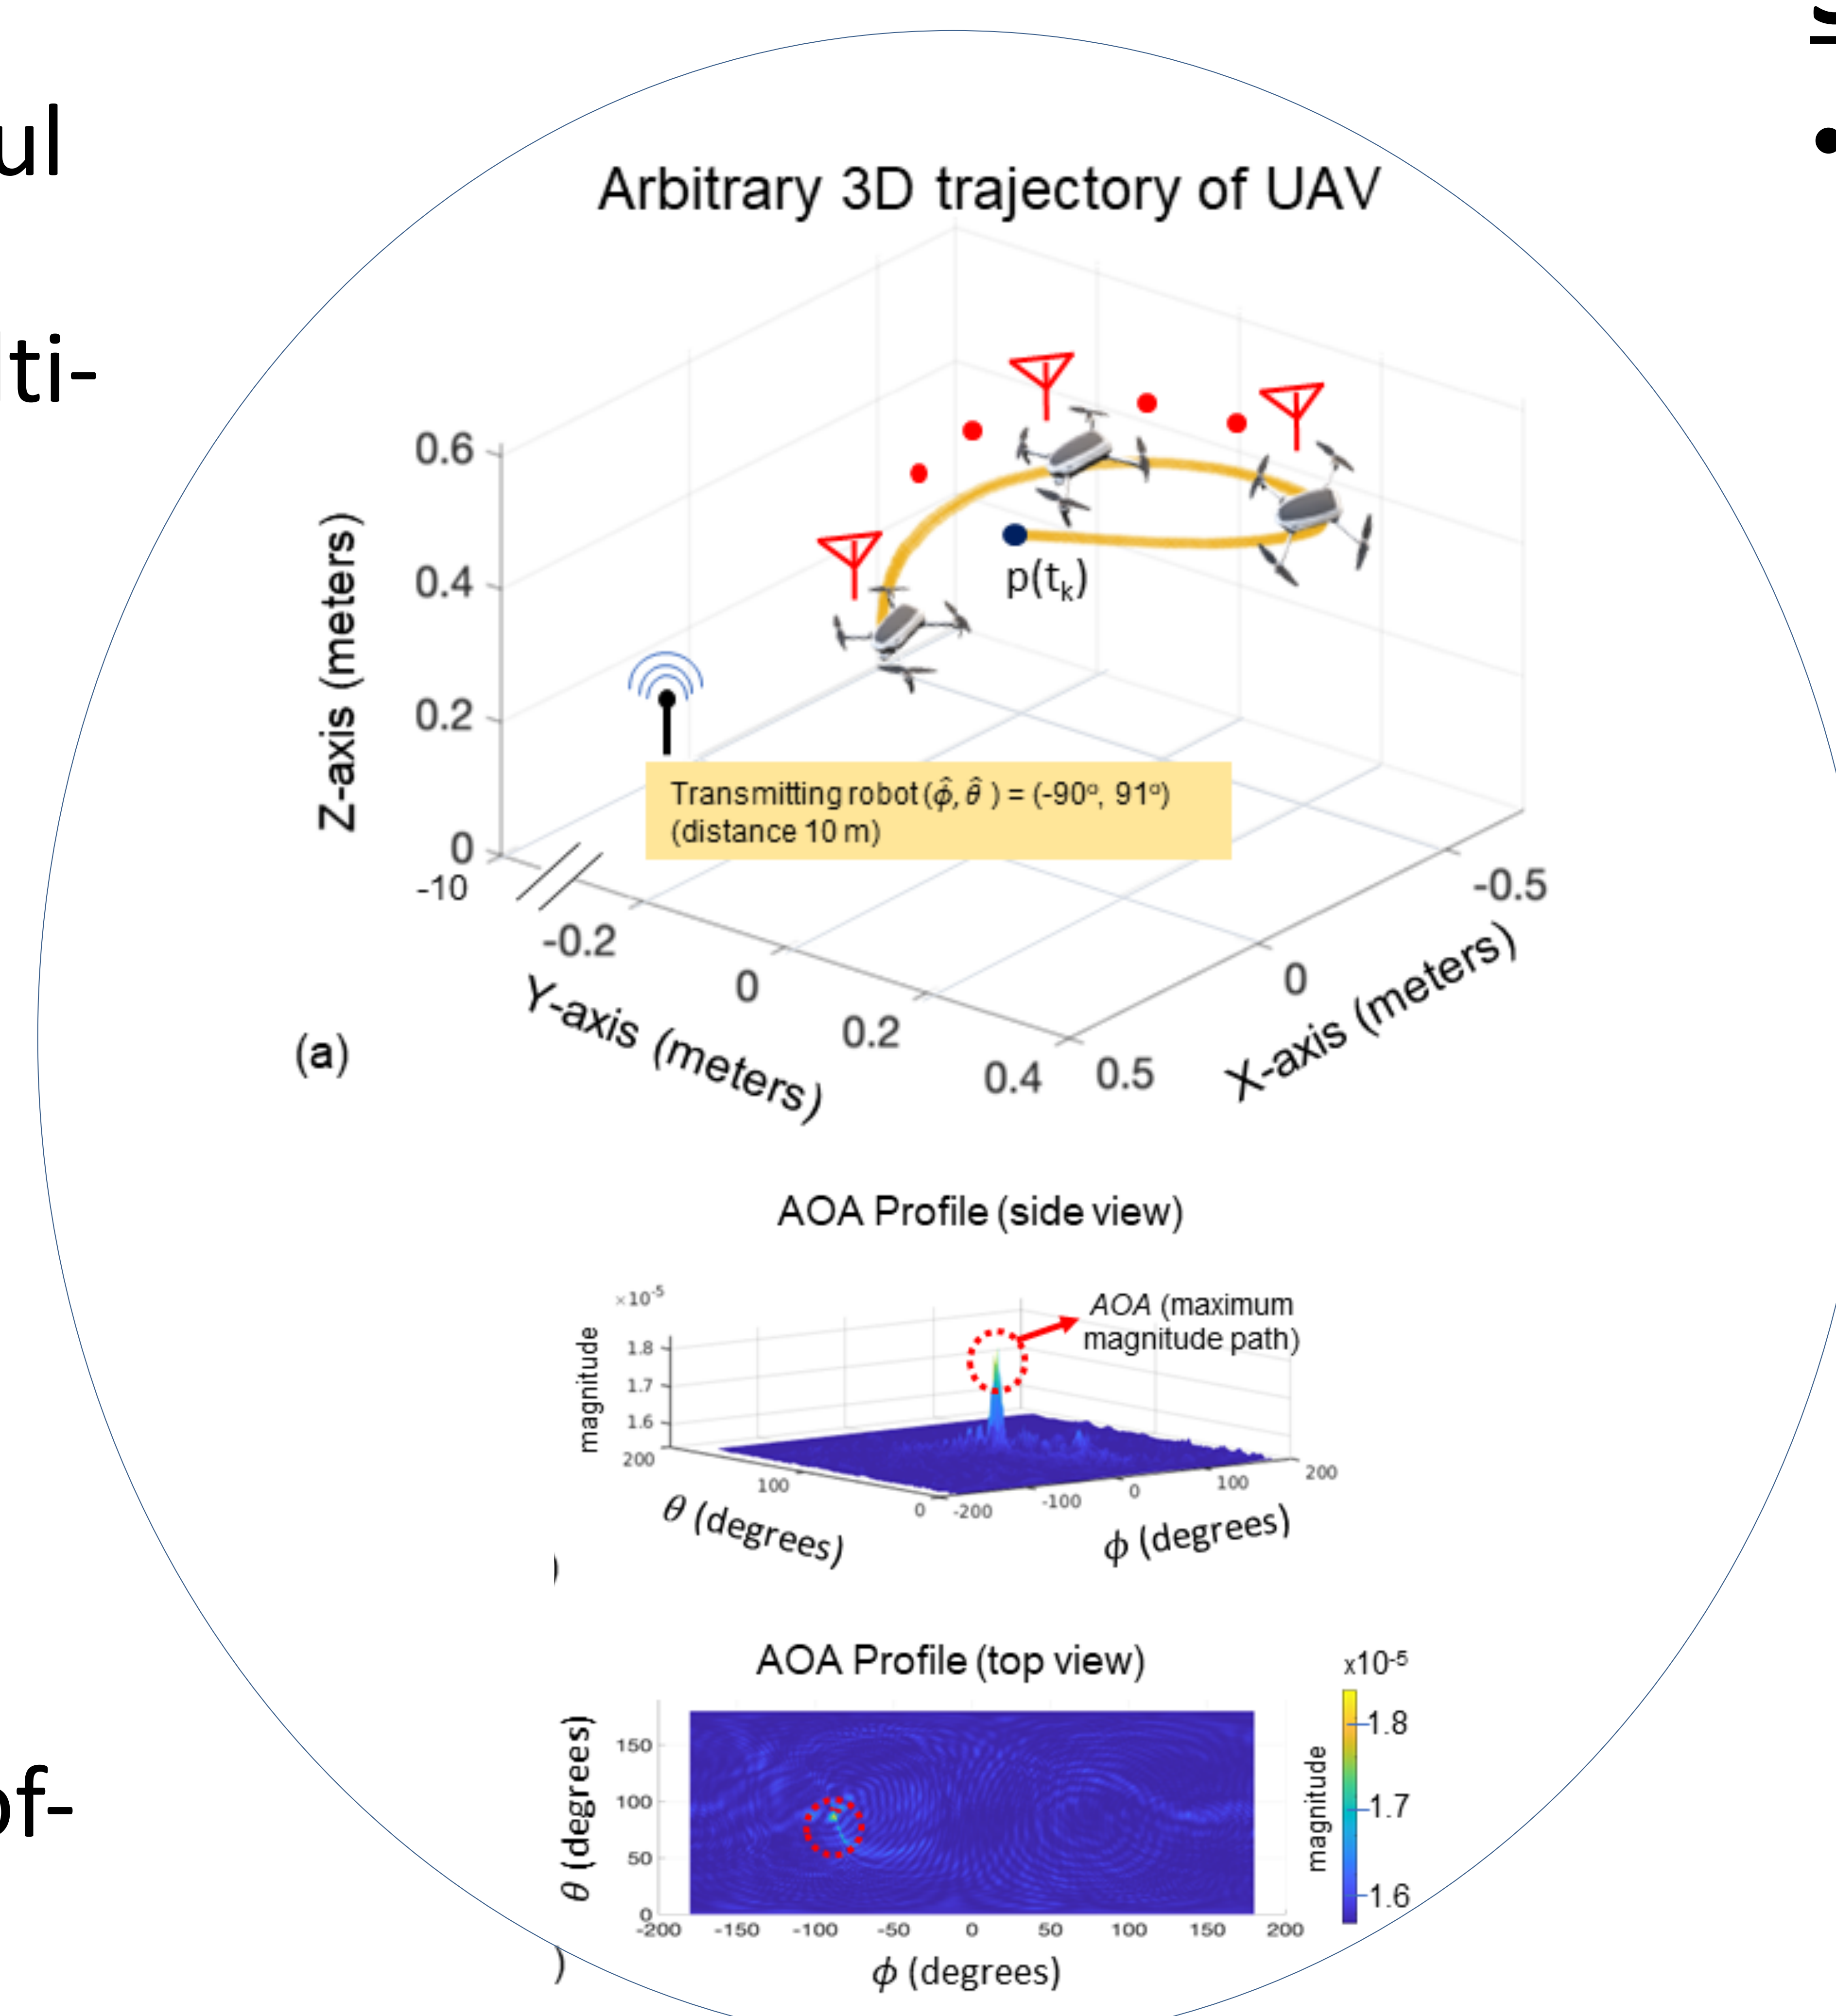 ul
lti-
of-
•
Arbitrary 3D trajectory of UAV
Z-axis (meters)
0.6
0.4
0.2
0
-10
p(tₖ)
Transmitting robot (ϕ̂, θ̂ ) = (-90º, 91º)
(distance 10 m)
-0.2
0
0.2
0.4
Y-axis (meters)
0.5
0
-0.5
X-axis (meters)
(a)
AOA Profile (side view)
×10⁻⁵
AOA (maximum
magnitude path)
magnitude
1.8
1.7
1.6
200
100
0
θ (degrees)
-200
-100
0
100
200
ϕ (degrees)
)
AOA Profile (top view)
x10⁻⁵
θ (degrees)
150
100
50
0
-200
-150
-100
-50
0
50
100
150
200
ϕ (degrees)
magnitude
1.8
1.7
1.6
)